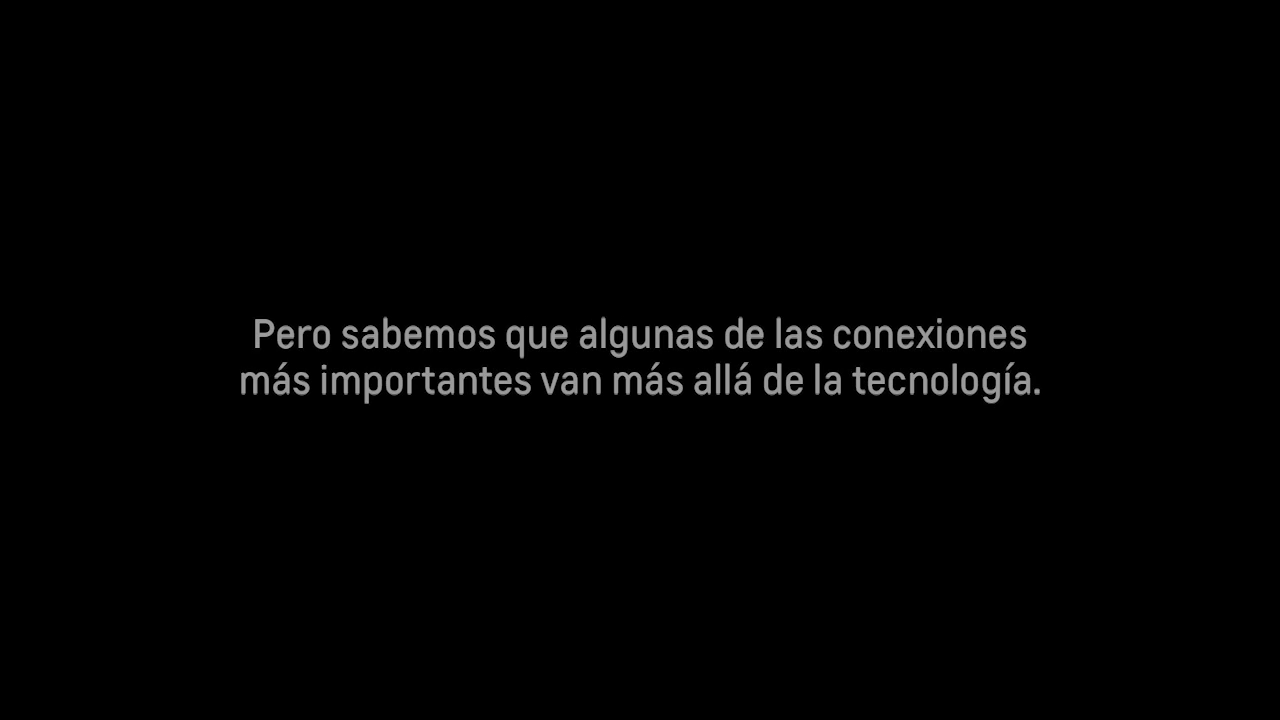 Pero sabemos que algunas de las conexiones
más importantes van más allá de la tecnología.